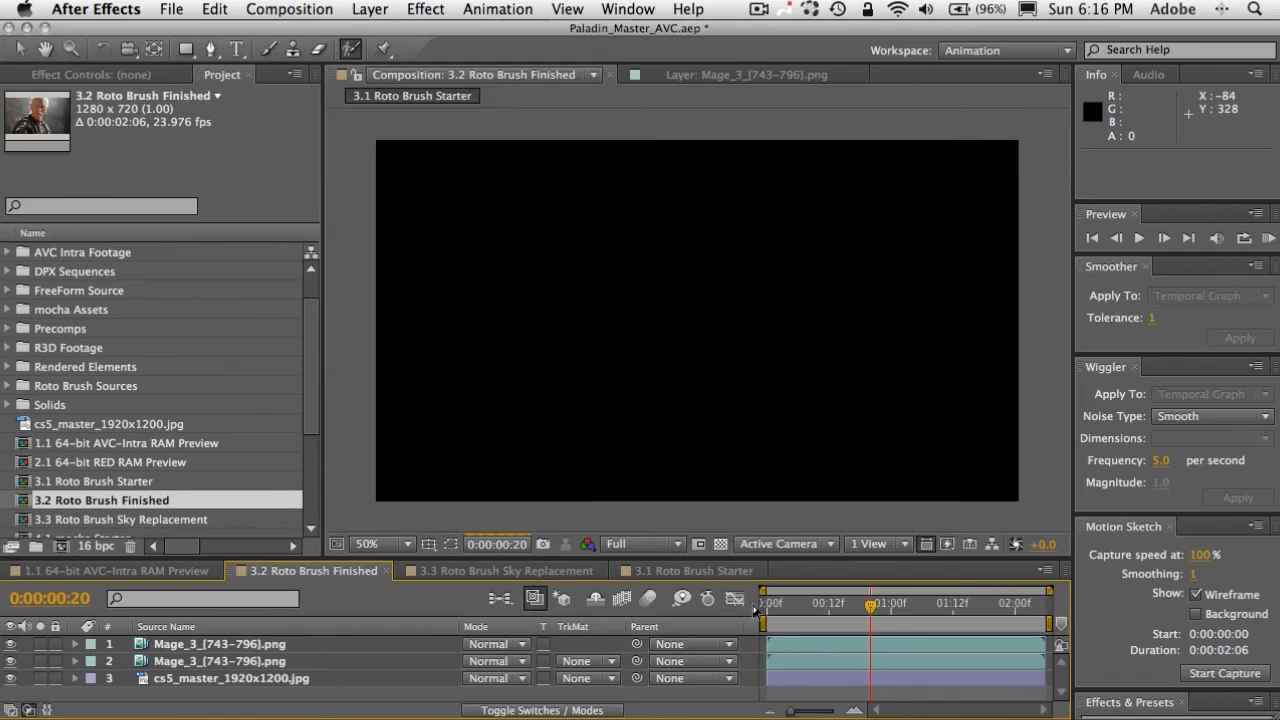 After Effects File Edit Composition Layer Effect Animation View Window Help (96%) Sun 6:16 PM Adobe
Paladin_Master_AVC.aep *
Workspace: Animation Search Help
Effect Controls: (none) Project Composition: 3.2 Roto Brush Finished Layer: Mage_3_{743-796}.png Info Audio
3.2 Roto Brush Finished
1280 x 720 (1.00)
Δ 0:00:02:06, 23.976 fps
3.1 Roto Brush Starter
R :
G :
B :
A : 0
X : -84
Y : 328
Name
AVC Intra Footage
DPX Sequences
FreeForm Source
mocha Assets
Precomps
R3D Footage
Rendered Elements
Roto Brush Sources
Solids
cs5_master_1920x1200.jpg
1.1 64-bit AVC-Intra RAM Preview
2.1 64-bit RED RAM Preview
3.1 Roto Brush Starter
3.2 Roto Brush Finished
3.3 Roto Brush Sky Replacement
16 bpc
50% 0:00:00:20 Full Active Camera 1 View +0.0
Preview
Smoother
Apply To: Temporal Graph
Tolerance: 1
Apply
Wiggler
Apply To: Temporal Graph
Noise Type: Smooth
Dimensions:
Frequency: 5.0 per second
Magnitude: 1.0
Apply
Motion Sketch
Capture speed at: 100 %
Smoothing: 1
Show: Wireframe
Background
Start: 0:00:00:00
Duration: 0:00:02:06
Start Capture
Effects & Presets
1.1 64-bit AVC-Intra RAM Preview 3.2 Roto Brush Finished 3.3 Roto Brush Sky Replacement 3.1 Roto Brush Starter
0:00:00:20 00:12f 01:00f 01:12f 02:00f
# Source Name Mode T TrkMat Parent
1 Mage_3_{743-796}.png Normal None
2 Mage_3_{743-796}.png Normal None None
3 cs5_master_1920x1200.jpg Normal None None
Toggle Switches / Modes